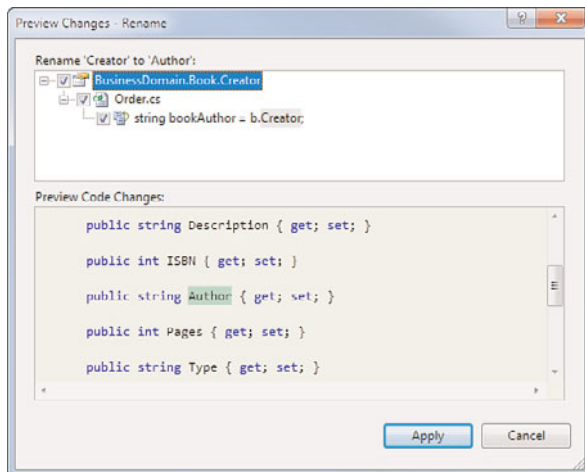 Preview Changes - Rename
Rename 'Creator' to 'Author':
BusinessDomain.Book.Creator
Order.cs
string bookAuthor = b.Creator;
Preview Code Changes:
public string Description { get; set; }
public int ISBN { get; set; }
public string Author { get; set; }
public int Pages { get; set; }
public string Type { get; set; }
Apply Cancel